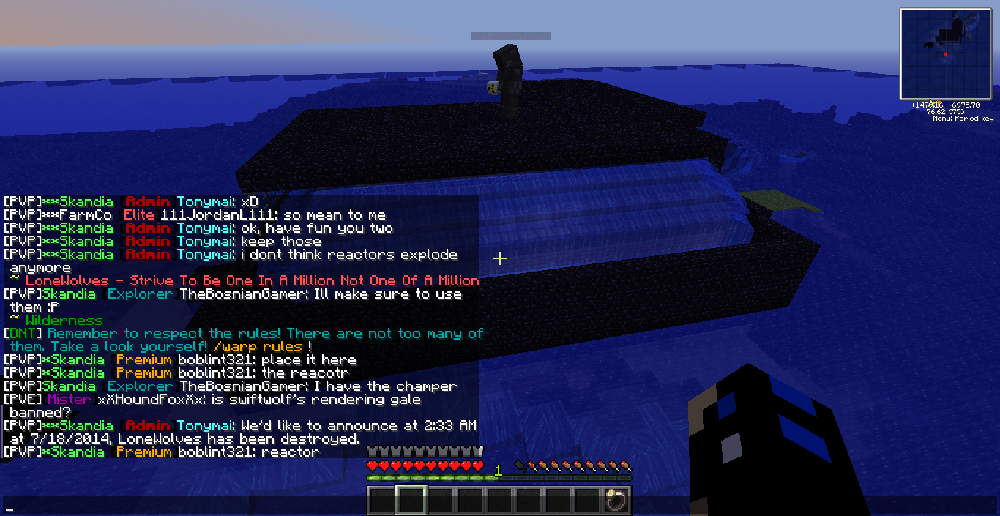 +1479.16, -6975.70
76.62 (75)
Menu: Period key
[PVP]**Skandia Admin Tonymai: xD
[PVP]**FarmCo Elite 111JordanL111: so mean to me
[PVP]**Skandia Admin Tonymai: ok, have fun you two
[PVP]**Skandia Admin Tonymai: keep those
[PVP]**Skandia Admin Tonymai: i dont think reactors explode
anymore
~ LoneWolves - Strive To Be One In A Million Not One Of A Million
[PVP]Skandia Explorer TheBosnianGamer: Ill make sure to use
them :P
~ Wilderness
[DNT] Remember to respect the rules! There are not too many of
them. Take a look yourself! /warp rules !
[PVP]*Skandia Premium boblint321: place it here
[PVP]*Skandia Premium boblint321: the reacotr
[PVP]Skandia Explorer TheBosnianGamer: I have the champer
[PVE] Mister xXHoundFoxXx: is swiftwolf's rendering gale
banned?
[PVP]**Skandia Admin Tonymai: We'd like to announce at 2:33 AM
at 7/18/2014, LoneWolves has been destroyed.
[PVP]*Skandia Premium boblint321: reactor
1
_